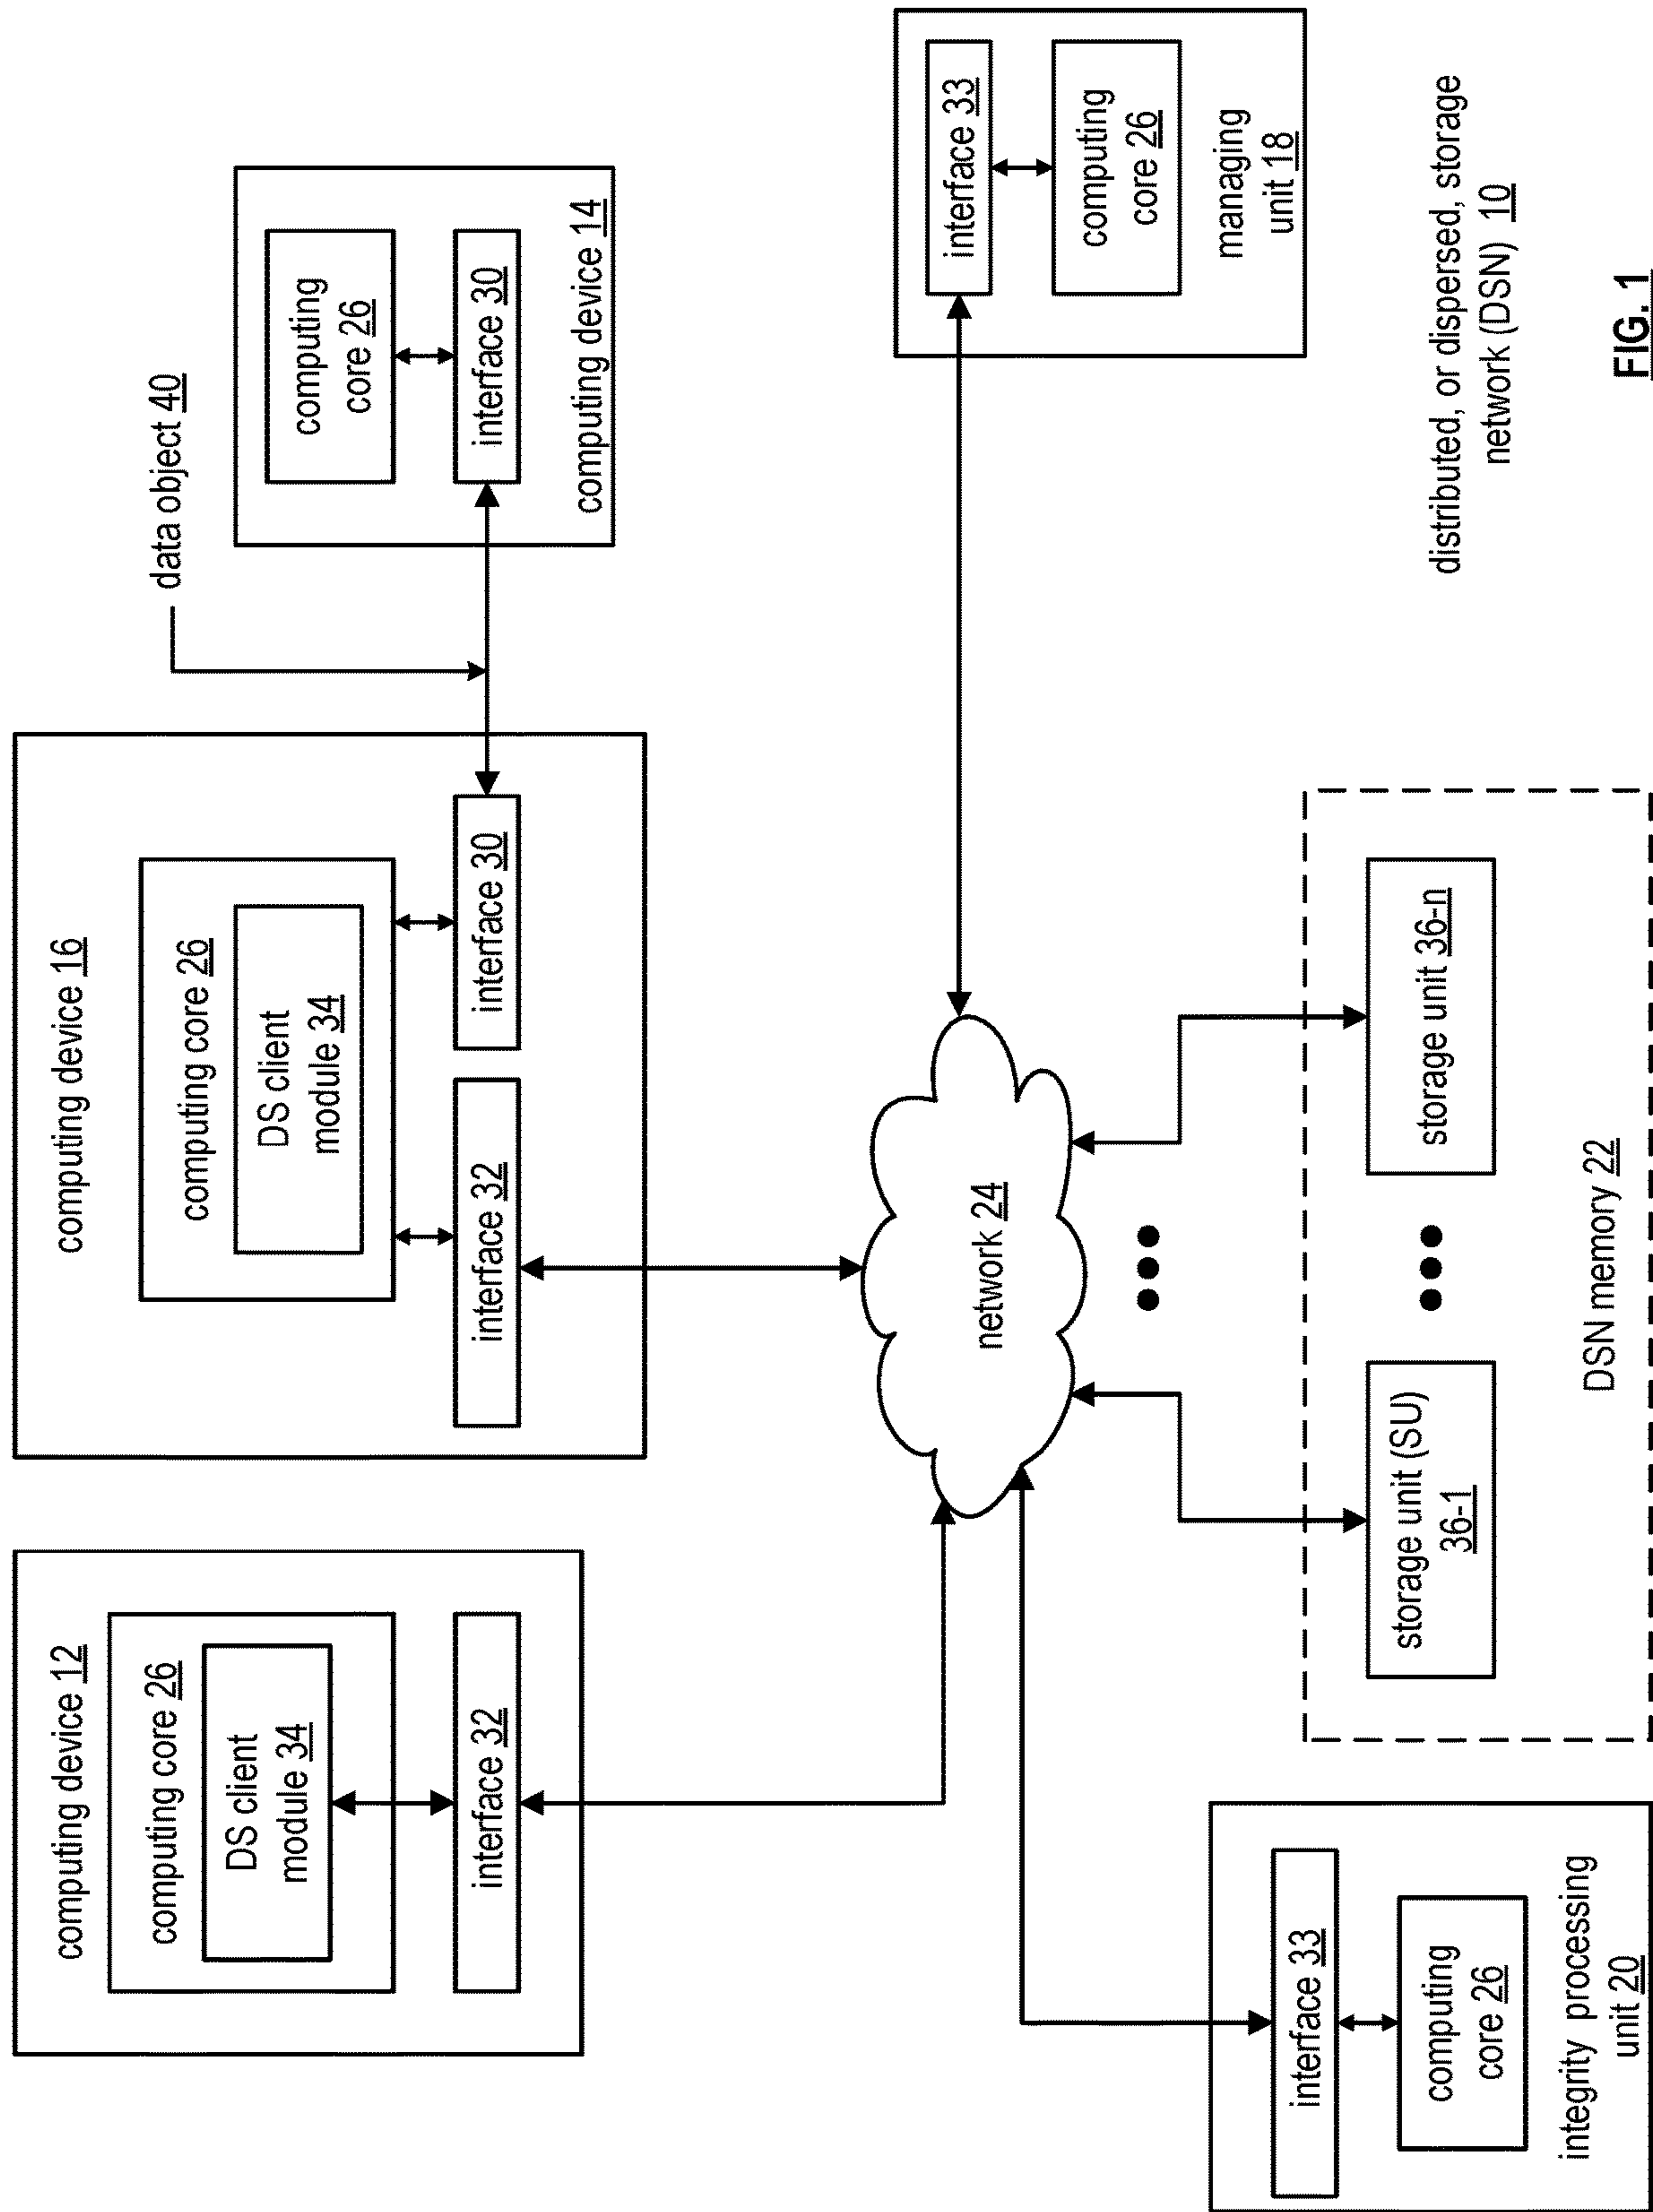 computing device 12
computing core 26
DS client
module 34
interface 32
computing device 16
computing core 26
DS client
module 34
interface 32
interface 30
data object 40
computing
core 26
interface 30
computing device 14
network 24
interface 33
computing
core 26
managing
unit 18
interface 33
computing
core 26
integrity processing
unit 20
storage unit (SU)
36-1
storage unit 36-n
DSN memory 22
distributed, or dispersed, storage
network (DSN) 10
FIG. 1